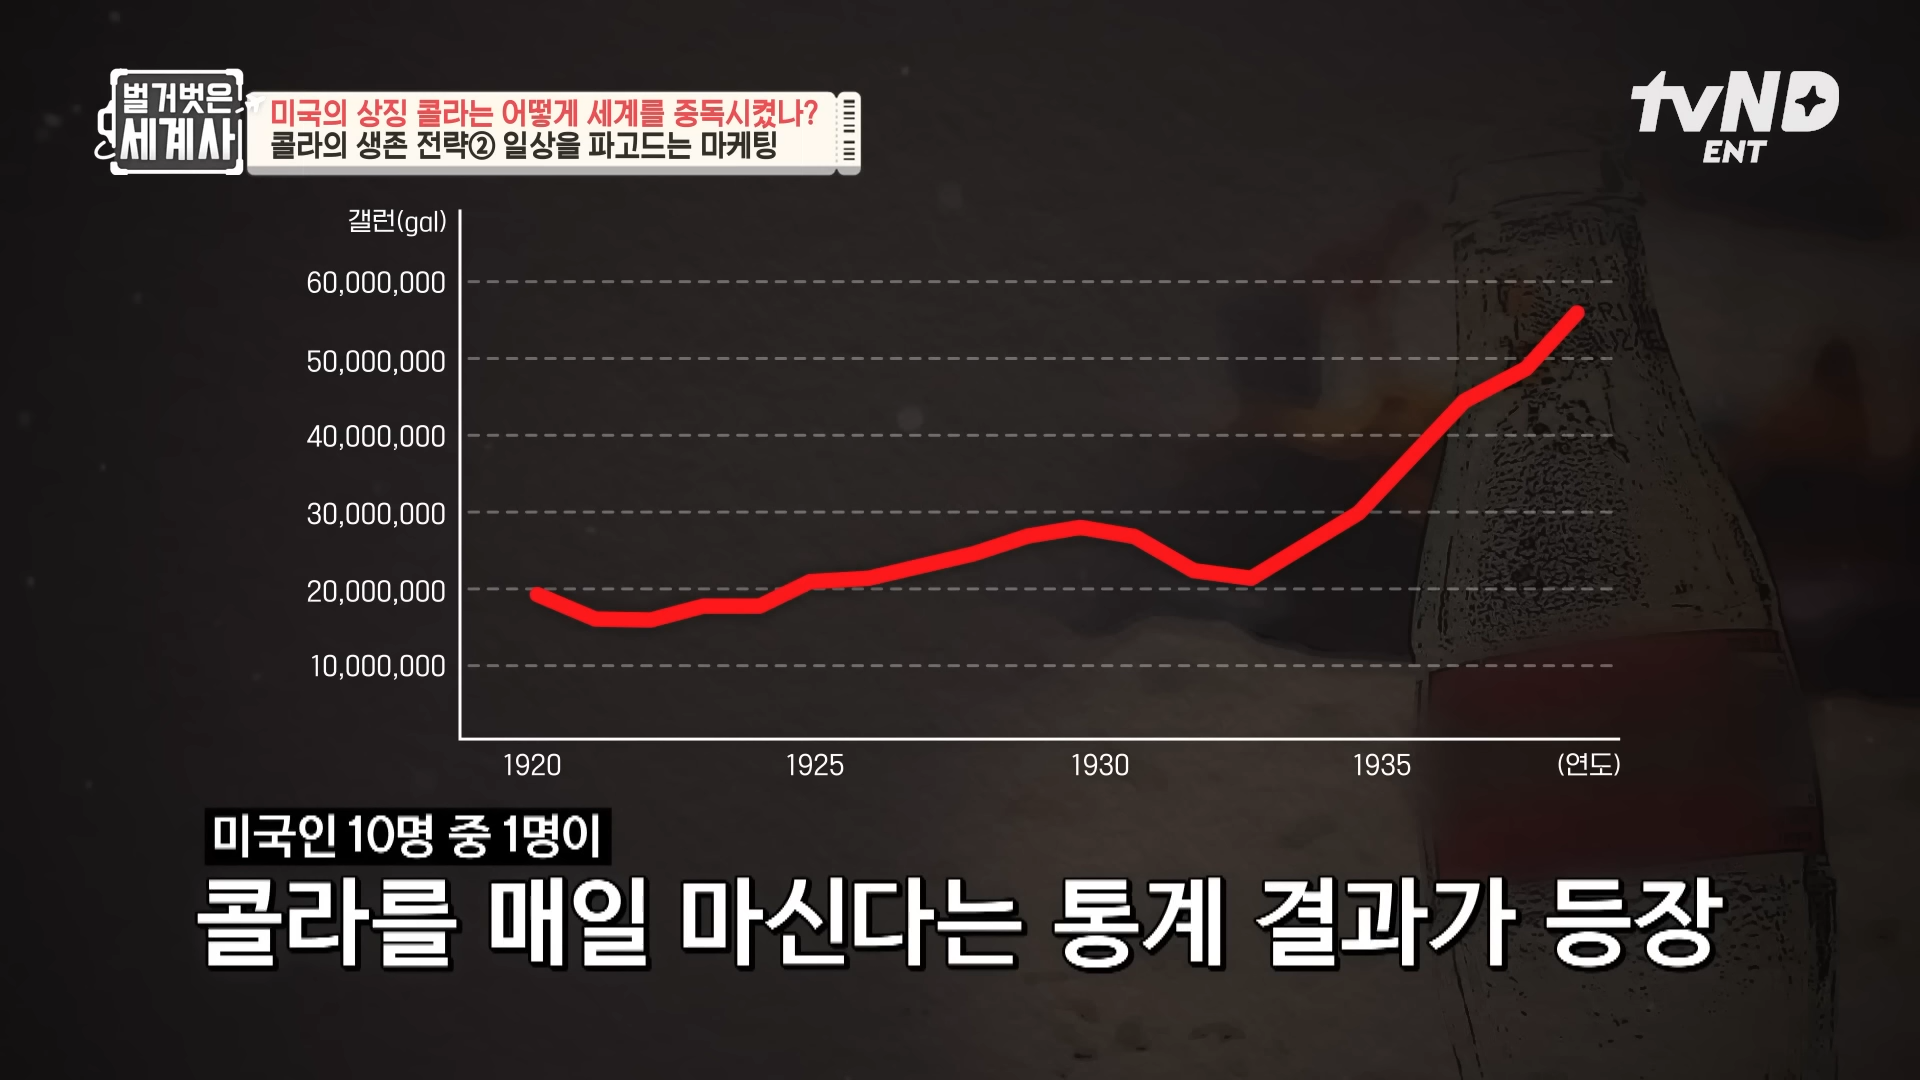 벌거벗은
세계사
미국의 상징 콜라는 어떻게 세계를 중독시켰나?
콜라의 생존 전략② 일상을 파고드는 마케팅
tvND
ENT
갤런(gal)
60,000,000
50,000,000
40,000,000
30,000,000
20,000,000
10,000,000
1920 1925 1930 1935 (연도)
미국인 10명 중 1명이
콜라를 매일 마신다는 통계 결과가 등장